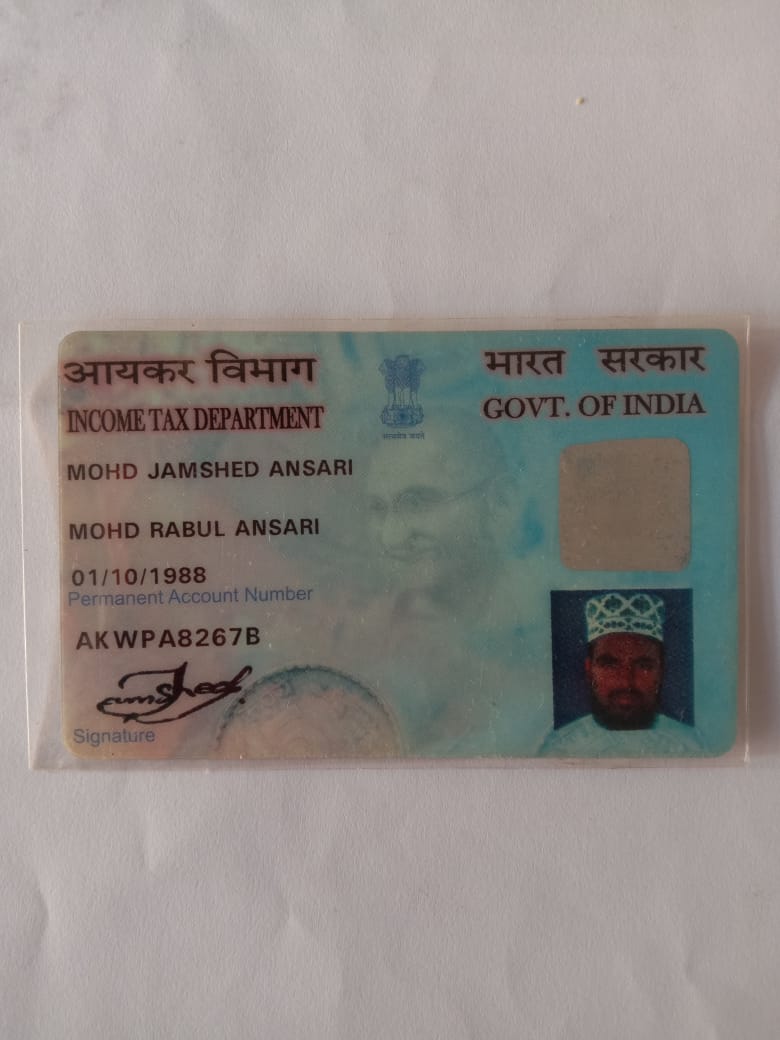 आयकर विभाग
भारत सरकार
INCOME TAX DEPARTMENT
GOVT. OF INDIA
सत्यमेव जयते
MOHD JAMSHED ANSARI
MOHD RABUL ANSARI
01/10/1988
Permanent Account Number
AKWPA8267B
Jamshed
Signature